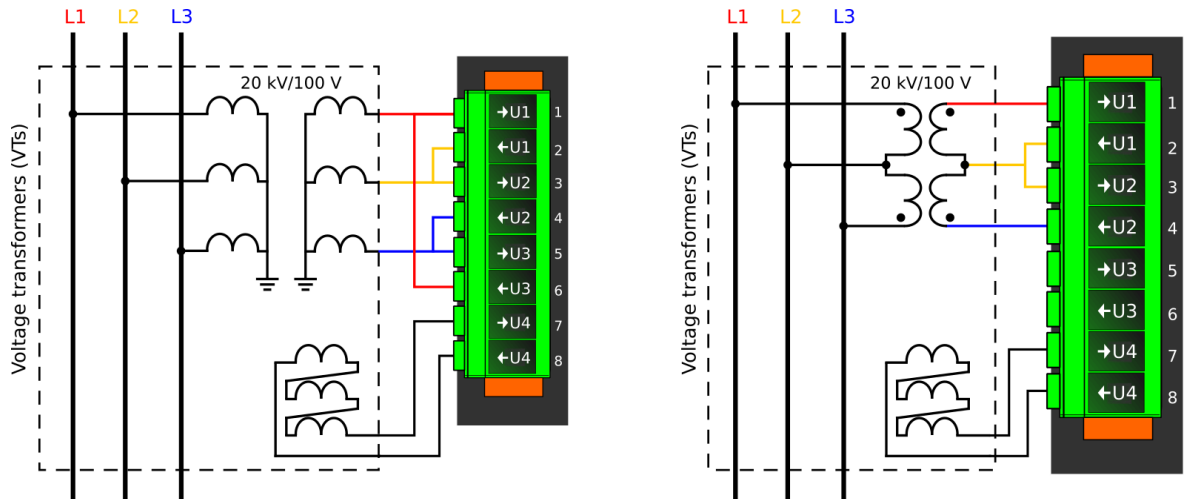 L1 L2 L3
20 kV/100 V
Voltage transformers (VTs)
→U1 1
←U1 2
→U2 3
←U2 4
→U3 5
←U3 6
→U4 7
←U4 8
L1 L2 L3
20 kV/100 V
Voltage transformers (VTs)
→U1 1
←U1 2
→U2 3
←U2 4
→U3 5
←U3 6
→U4 7
←U4 8